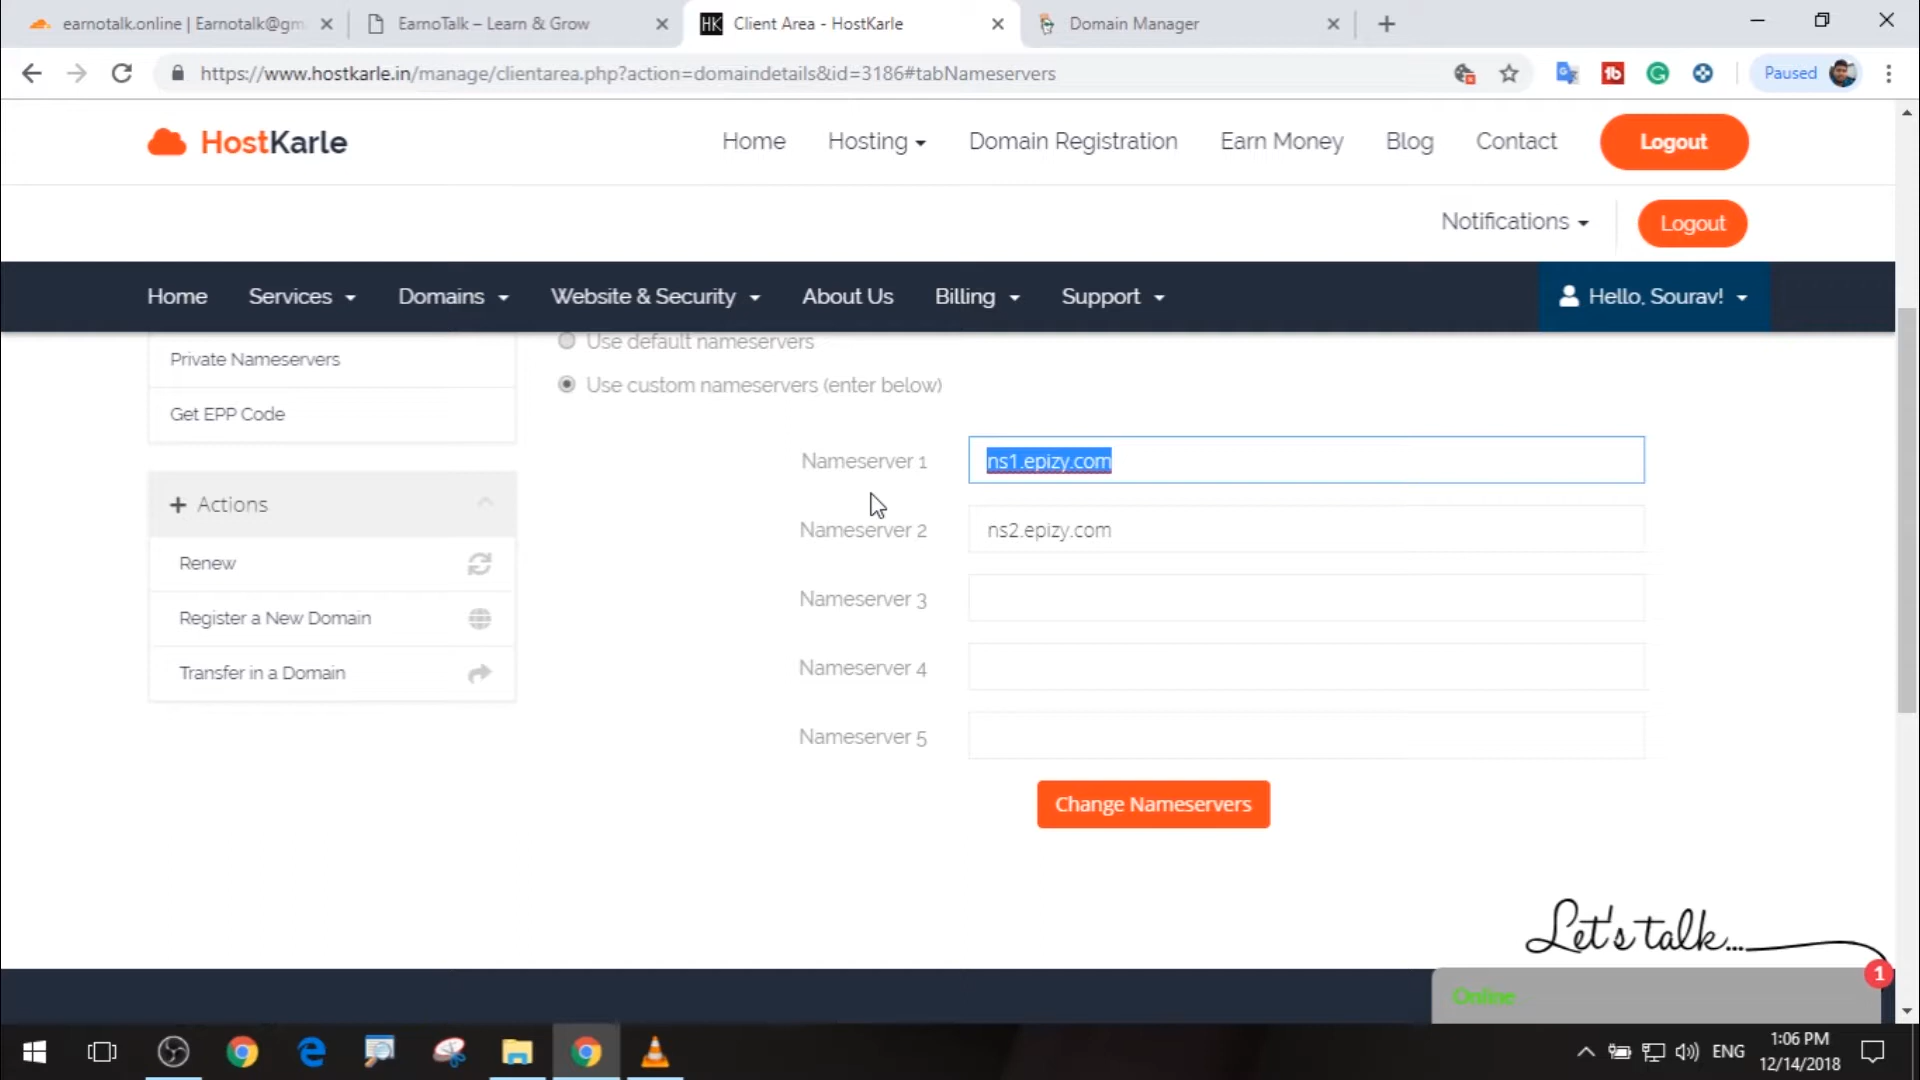 earnotalk.online | Earnotalk@gm
EarnoTalk – Learn & Grow
HK
Client Area - HostKarle
Domain Manager
https://www.hostkarle.in/manage/clientarea.php?action=domaindetails&id=3186#tabNameservers
Paused
HostKarle
Home
Hosting
Domain Registration
Earn Money
Blog
Contact
Logout
Notifications
Logout
Home
Services
Domains
Website & Security
About Us
Billing
Support
Hello, Sourav!
Private Nameservers
Get EPP Code
Actions
Renew
Register a New Domain
Transfer in a Domain
Use default nameservers
Use custom nameservers (enter below)
Nameserver 1
ns1.epizy.com
Nameserver 2
ns2.epizy.com
Nameserver 3
Nameserver 4
Nameserver 5
Change Nameservers
Let's talk...
1
Online
ENG
1:06 PM
12/14/2018